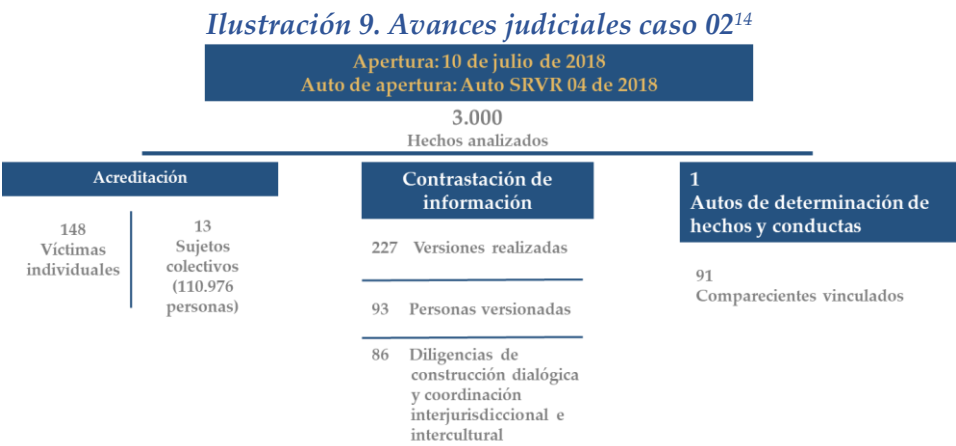 Ilustración 9. Avances judiciales caso 02¹⁴
Apertura: 10 de julio de 2018
Auto de apertura: Auto SRVR 04 de 2018
3.000
Hechos analizados
Acreditación
148
Víctimas
individuales
13
Sujetos
colectivos
(110.976
personas)
Contrastación de
información
227 Versiones realizadas
93 Personas versionadas
86 Diligencias de
construcción dialógica
y coordinación
interjurisdiccional e
intercultural
1
Autos de determinación de
hechos y conductas
91
Comparecientes vinculados